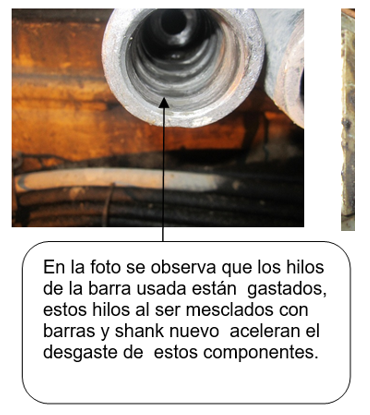 En la foto se observa que los hilos
de la barra usada están gastados,
estos hilos al ser mesclados con
barras y shank nuevo aceleran el
desgaste de estos componentes.